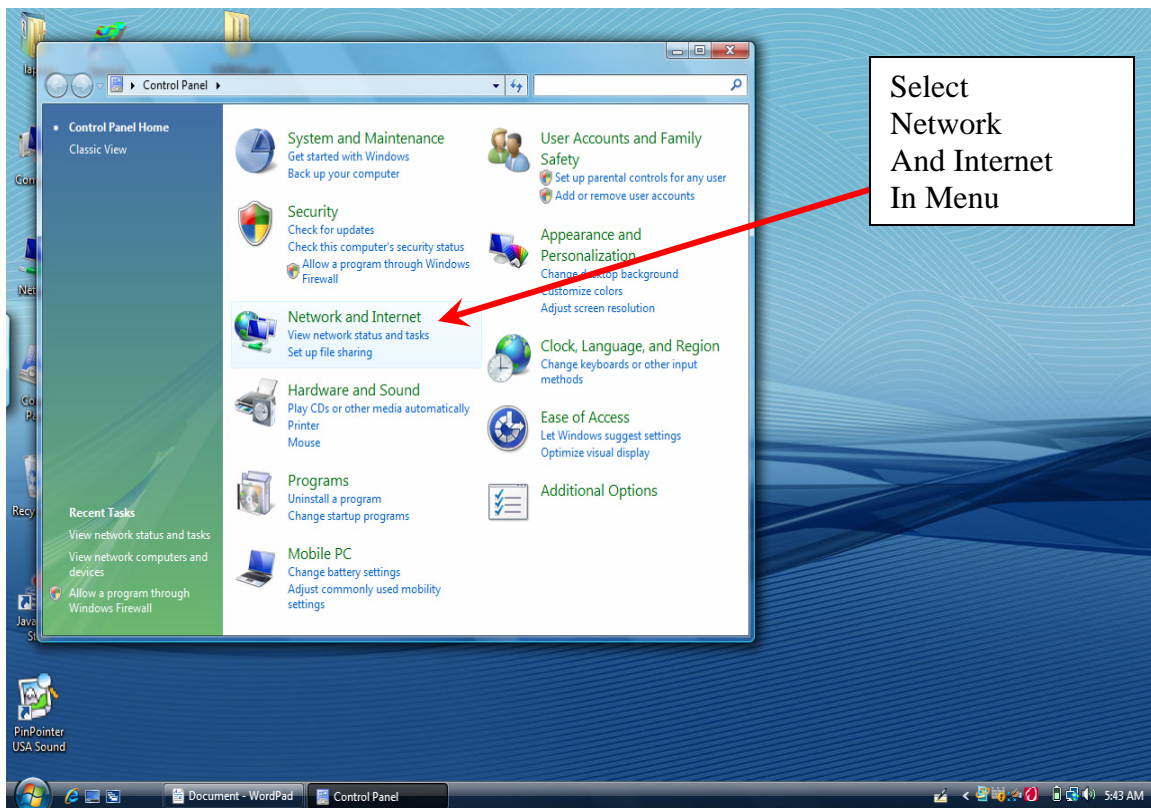 Control Panel
Select
Network
And Internet
In Menu
Control Panel Home
Classic View
System and Maintenance
Get started with Windows
Back up your computer
Security
Check for updates
Check this computer's security status
Allow a program through Windows
Firewall
Network and Internet
View network status and tasks
Set up file sharing
Hardware and Sound
Play CDs or other media automatically
Printer
Mouse
Programs
Uninstall a program
Change startup programs
Mobile PC
Change battery settings
Adjust commonly used mobility
settings
User Accounts and Family
Safety
Set up parental controls for any user
Add or remove user accounts
Appearance and
Personalization
Change desktop background
Customize colors
Adjust screen resolution
Clock, Language, and Region
Change keyboards or other input
methods
Ease of Access
Let Windows suggest settings
Optimize visual display
Additional Options
Recent Tasks
View network status and tasks
View network computers and
devices
Allow a program through
Windows Firewall
PinPointer
USA Sound
Document - WordPad
Control Panel
5:43 AM